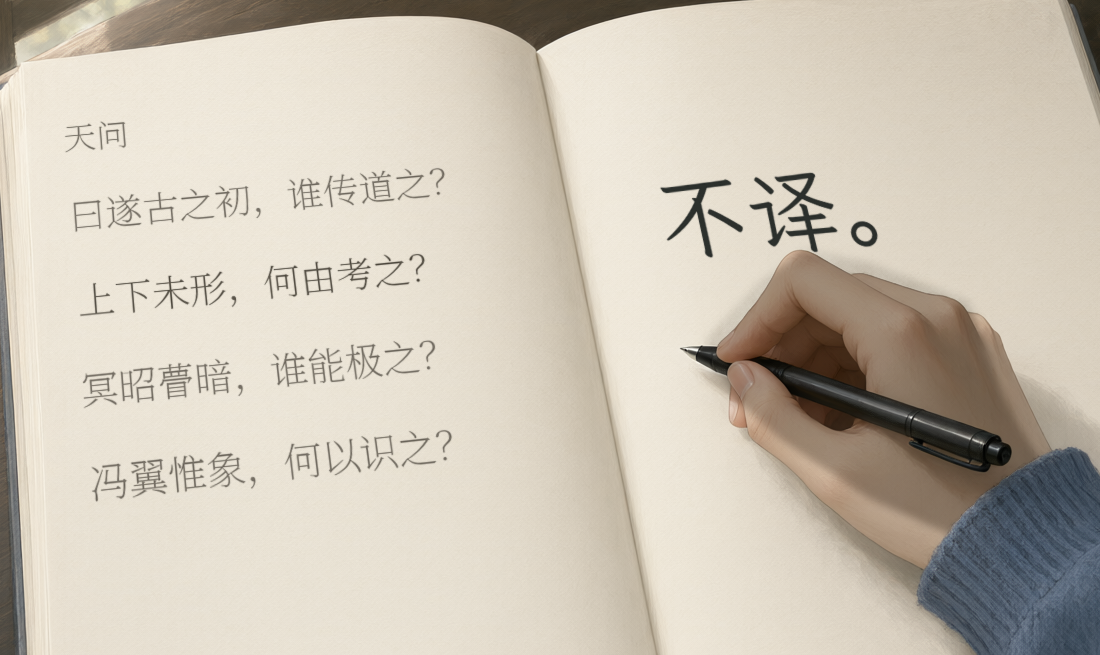 天问
曰遂古之初，谁传道之？
上下未形，何由考之？
冥昭瞢暗，谁能极之？
冯翼惟象，何以识之？
不译。